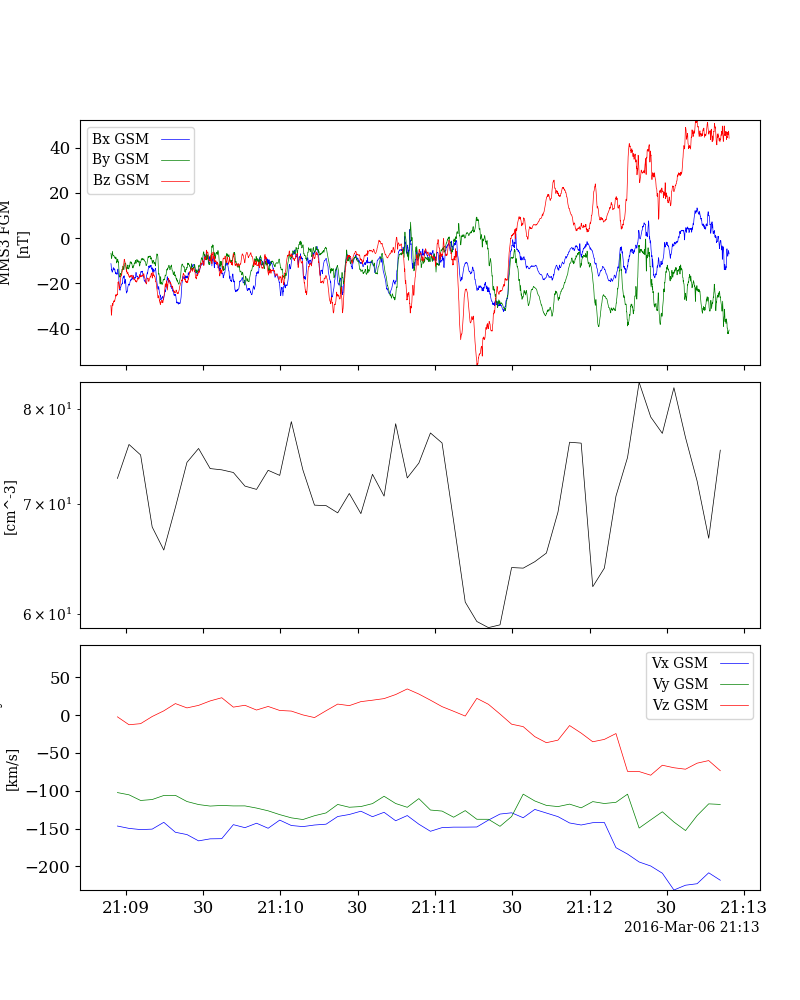 Bx GSM
By GSM
Bz GSM
40
20
0
−20
−40
MMS3 FGM
[nT]
8 × 10¹
7 × 10¹
6 × 10¹
[cm^-3]
Vx GSM
Vy GSM
Vz GSM
50
0
−50
−100
−150
−200
[km/s]
21:09 30 21:10 30 21:11 30 21:12 30 21:13
2016-Mar-06 21:13